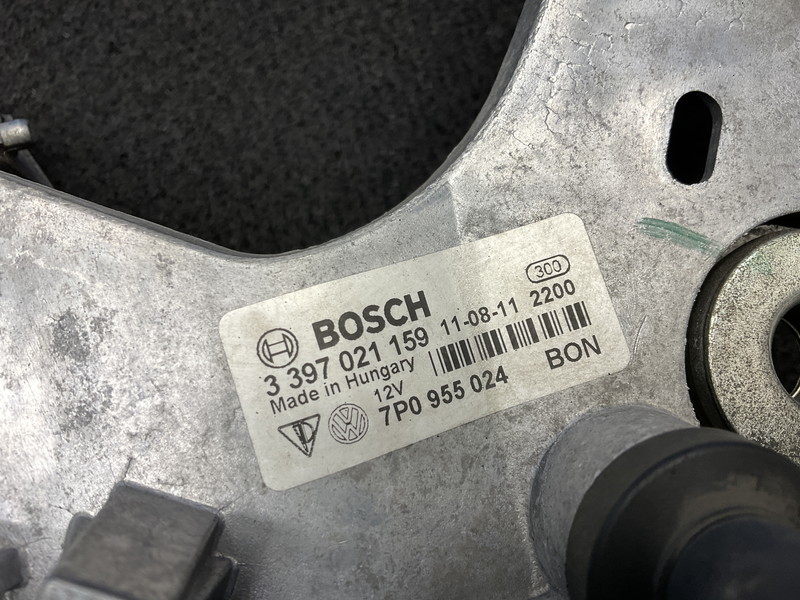 300
BOSCH 11-08-11 2200
3 397 021 159
Made in Hungary BON
12V
7P0 955 024